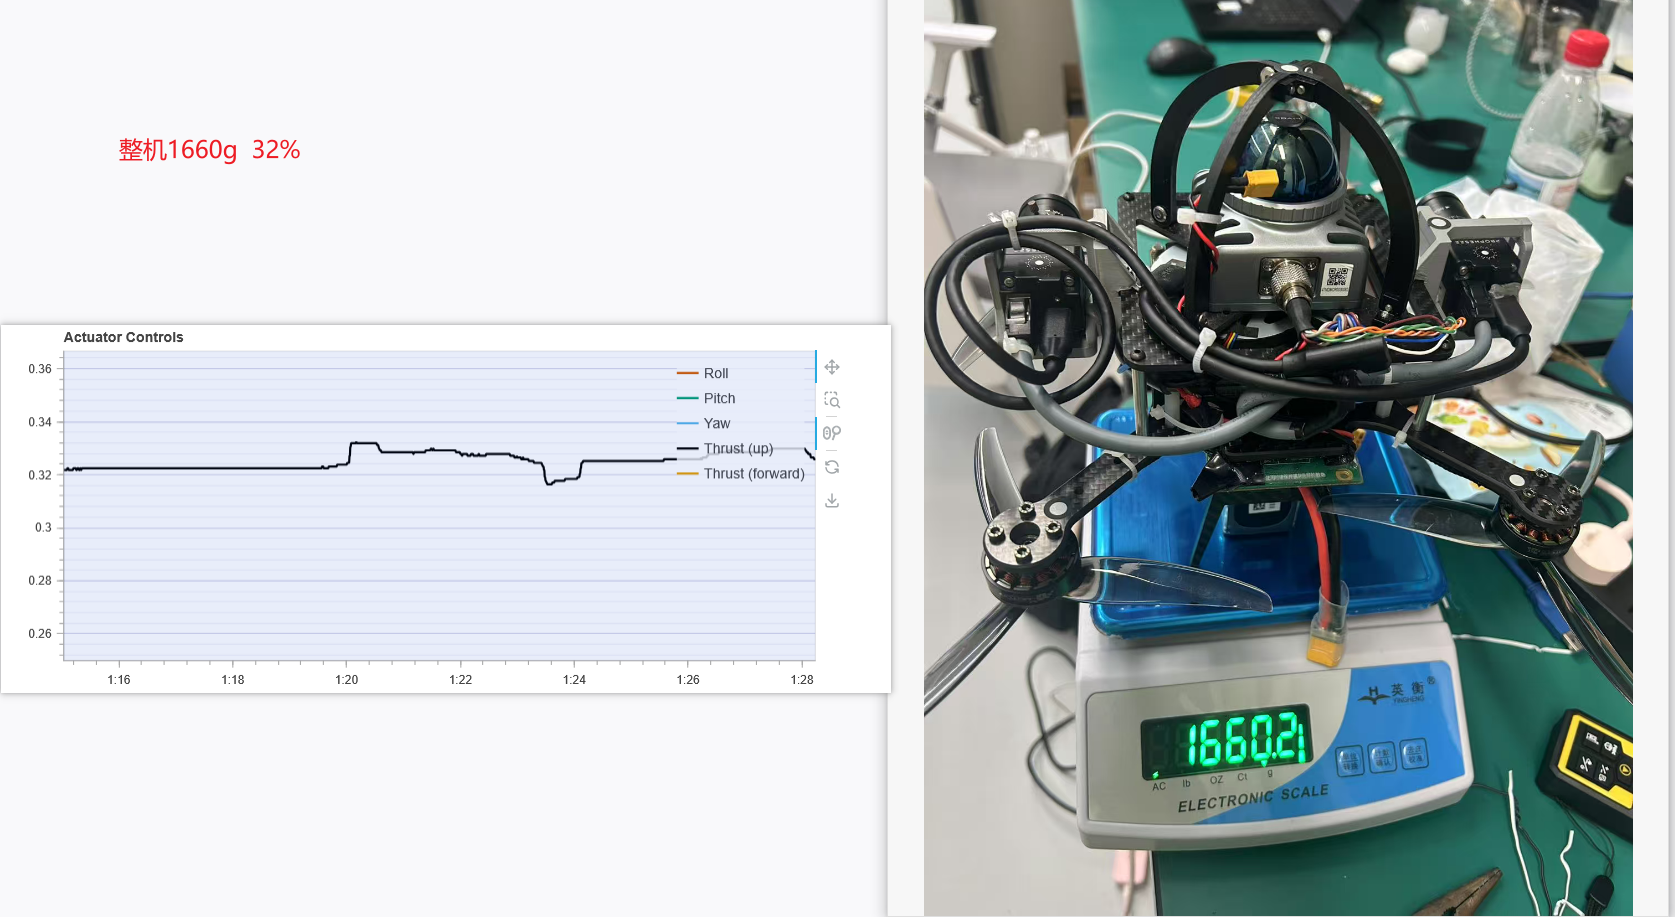 整机1660g 32%
Actuator Controls
0.36
0.34
0.32
0.3
0.28
0.26
1:16
1:18
1:20
1:22
1:24
1:26
1:28
Roll
Pitch
Yaw
Thrust (up)
Thrust (forward)
PROPHESEE
英衡®
YINGHENG
1660.21
AC lb OZ Ct g
ELECTRONIC SCALE